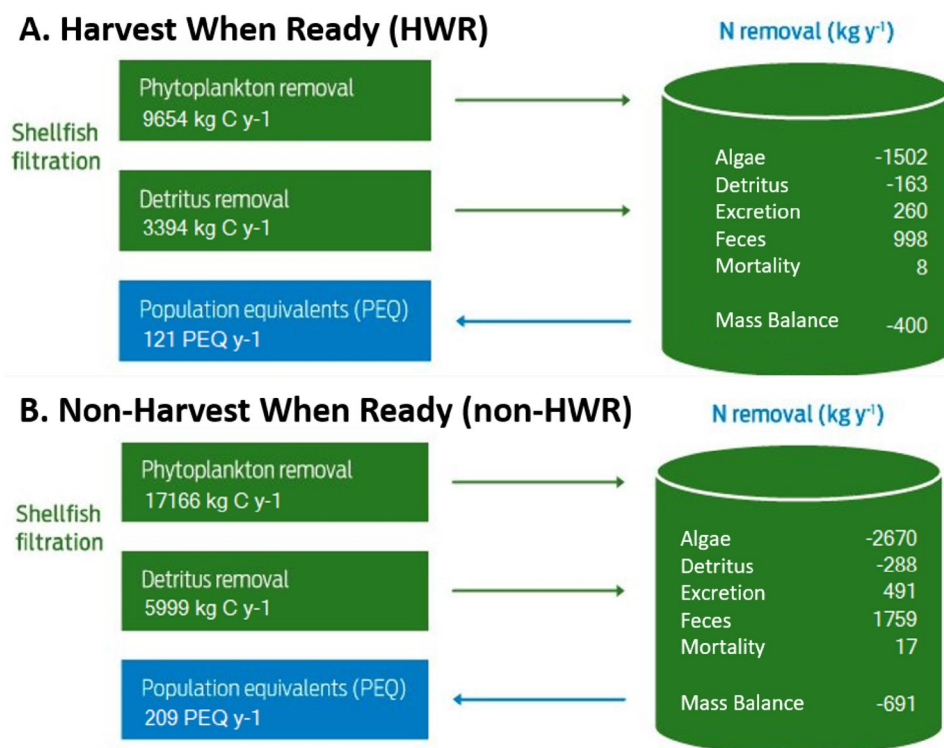 A. Harvest When Ready (HWR)
N removal (kg y⁻¹)
Shellfish
filtration
Phytoplankton removal
9654 kg C y-1
Detritus removal
3394 kg C y-1
Population equivalents (PEQ)
121 PEQ y-1
Algae -1502
Detritus -163
Excretion 260
Feces 998
Mortality 8
Mass Balance -400
B. Non-Harvest When Ready (non-HWR)
N removal (kg y⁻¹)
Shellfish
filtration
Phytoplankton removal
17166 kg C y-1
Detritus removal
5999 kg C y-1
Population equivalents (PEQ)
209 PEQ y-1
Algae -2670
Detritus -288
Excretion 491
Feces 1759
Mortality 17
Mass Balance -691